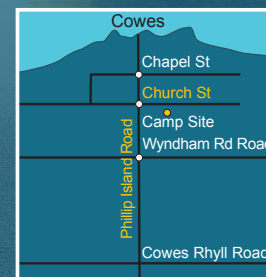 Cowes
Chapel St
Church St
Camp Site
Wyndham Rd Road
Phillip Island Road
Cowes Rhyll Road